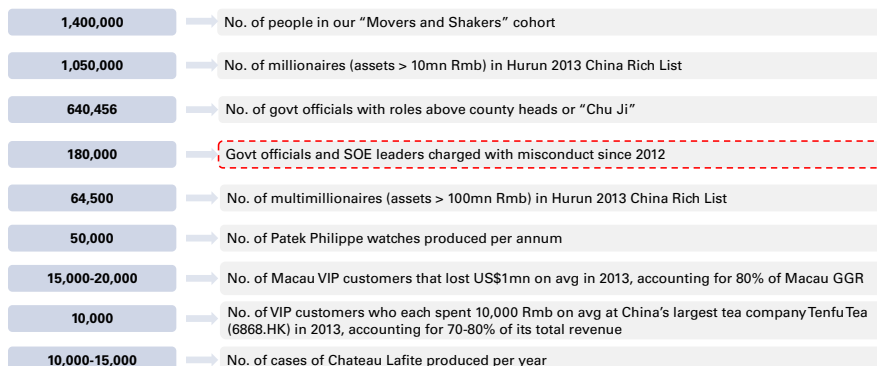 1,400,000 No. of people in our “Movers and Shakers” cohort
1,050,000 No. of millionaires (assets > 10mn Rmb) in Hurun 2013 China Rich List
640,456 No. of govt officials with roles above county heads or “Chu Ji”
180,000 Govt officials and SOE leaders charged with misconduct since 2012
64,500 No. of multimillionaires (assets > 100mn Rmb) in Hurun 2013 China Rich List
50,000 No. of Patek Philippe watches produced per annum
15,000-20,000 No. of Macau VIP customers that lost US$1mn on avg in 2013, accounting for 80% of Macau GGR
10,000 No. of VIP customers who each spent 10,000 Rmb on avg at China’s largest tea company Tenfu Tea
(6868.HK) in 2013, accounting for 70-80% of its total revenue
10,000-15,000 No. of cases of Chateau Lafite produced per year